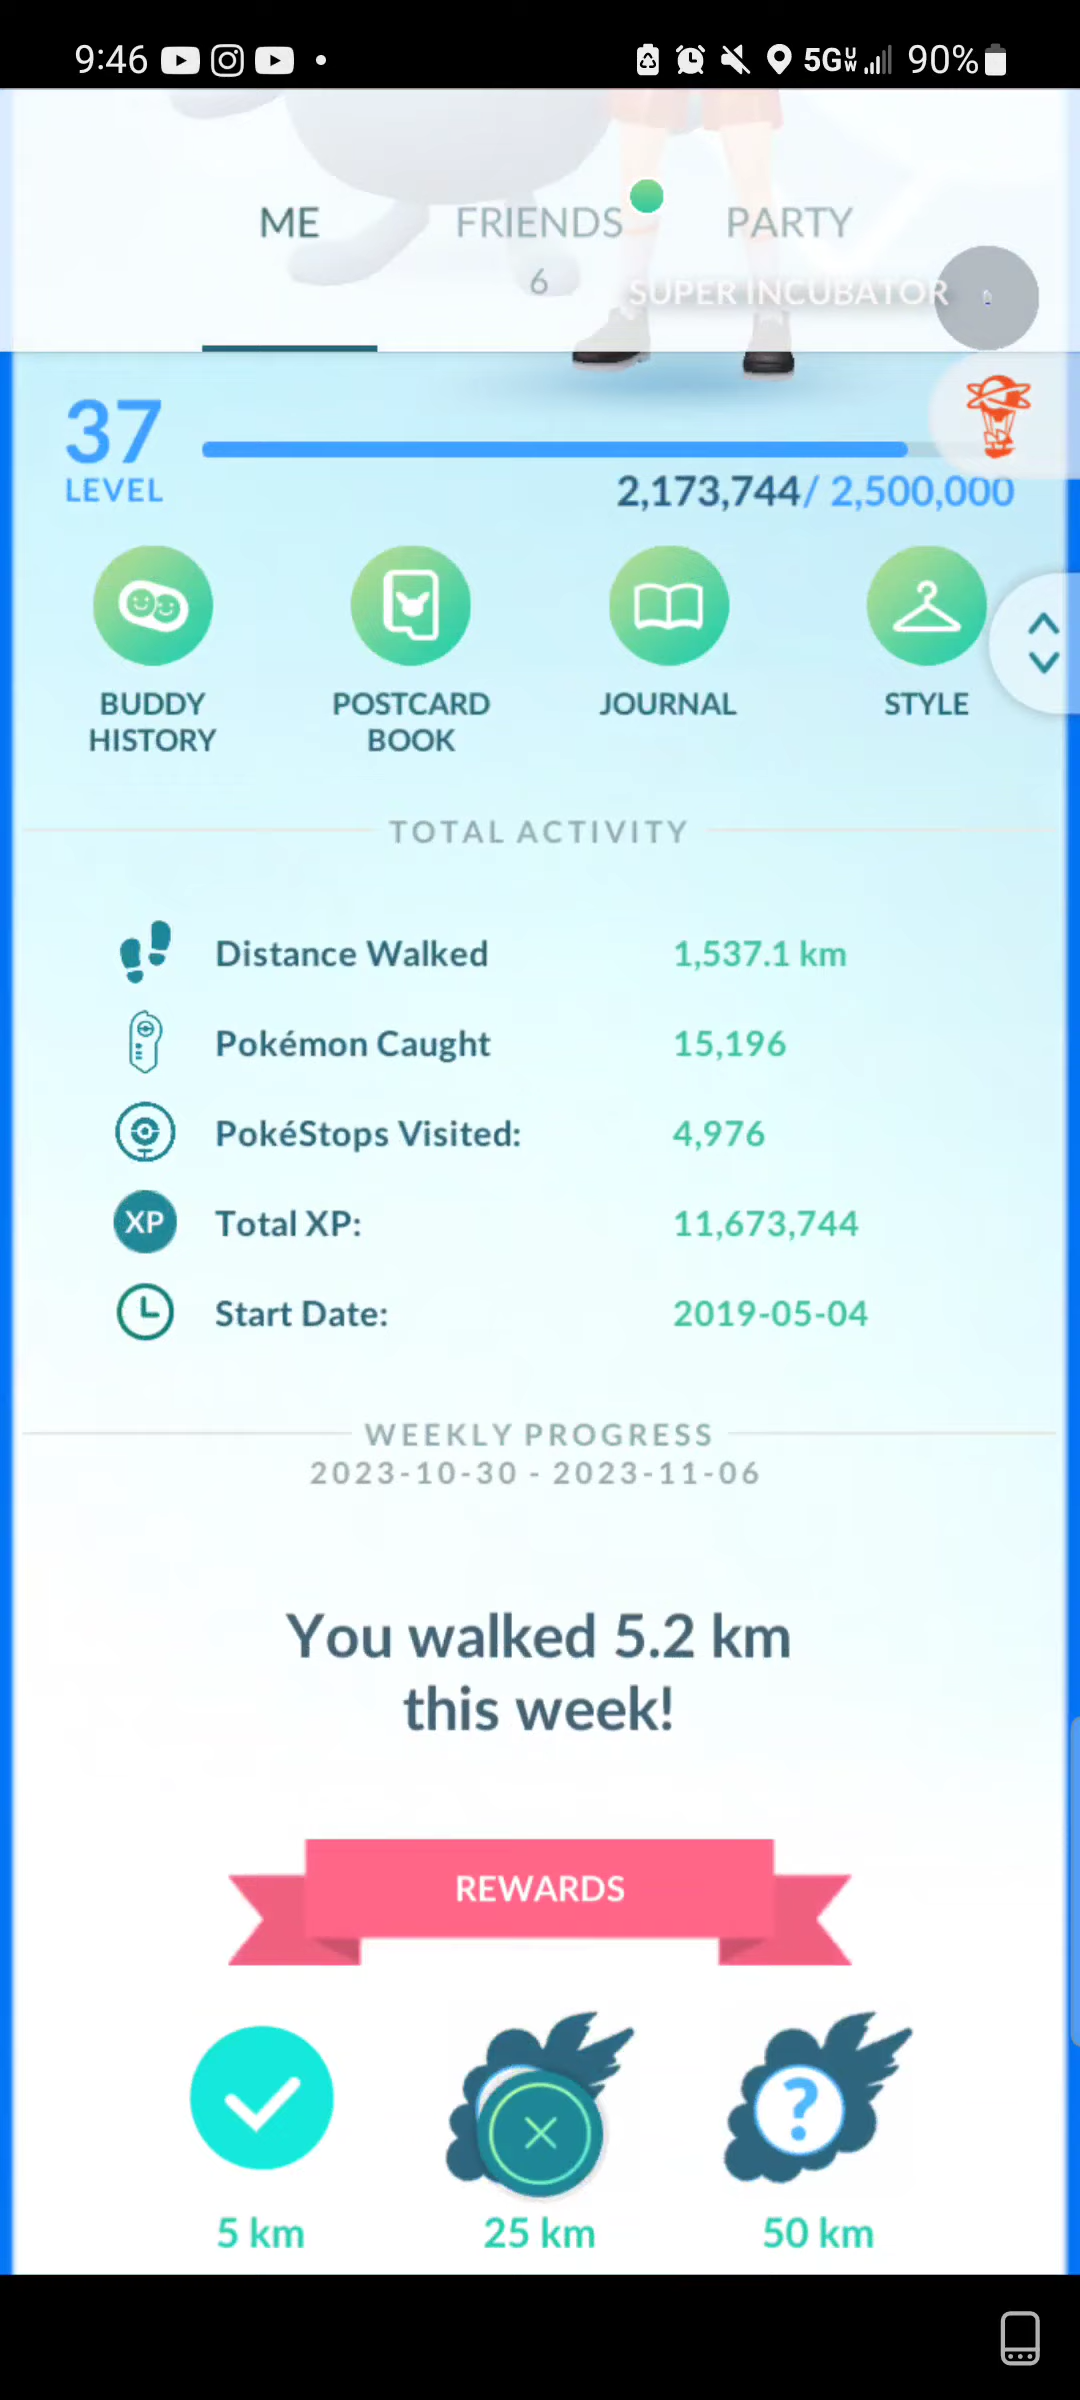 9:46 5G UW 90%
ME FRIENDS PARTY
6
SUPER INCUBATOR
37
LEVEL
2,173,744/ 2,500,000
BUDDY HISTORY
POSTCARD BOOK
JOURNAL
STYLE
TOTAL ACTIVITY
Distance Walked 1,537.1 km
Pokémon Caught 15,196
PokéStops Visited: 4,976
XP Total XP: 11,673,744
Start Date: 2019-05-04
WEEKLY PROGRESS
2023-10-30 - 2023-11-06
You walked 5.2 km
this week!
REWARDS
?
5 km 25 km 50 km